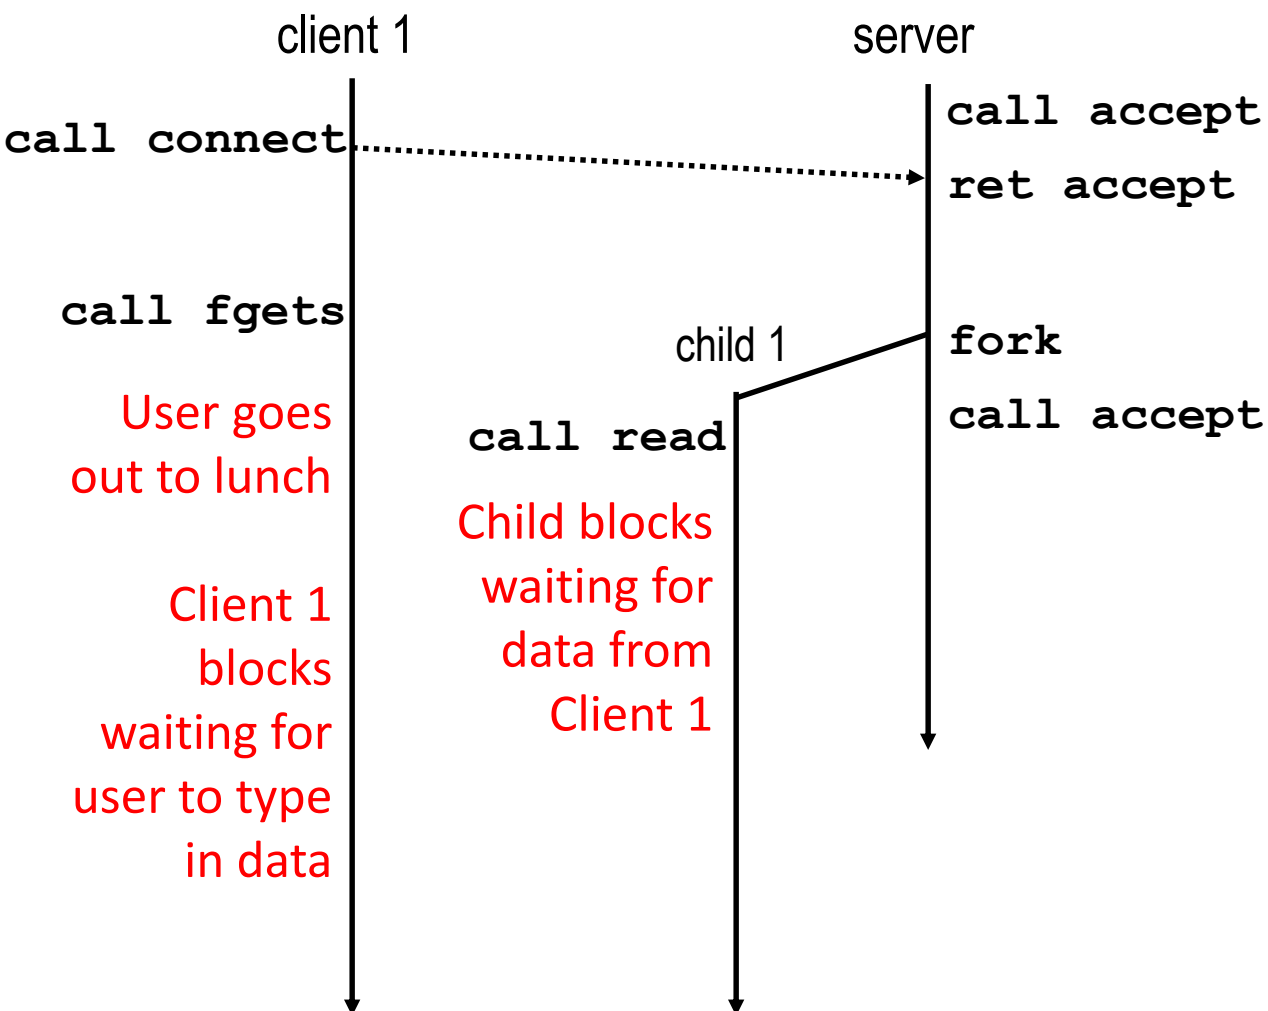 client 1
server
call connect
call accept
ret accept
call fgets
child 1
fork
call accept
User goes
out to lunch
call read
Child blocks
waiting for
data from
Client 1
Client 1
blocks
waiting for
user to type
in data